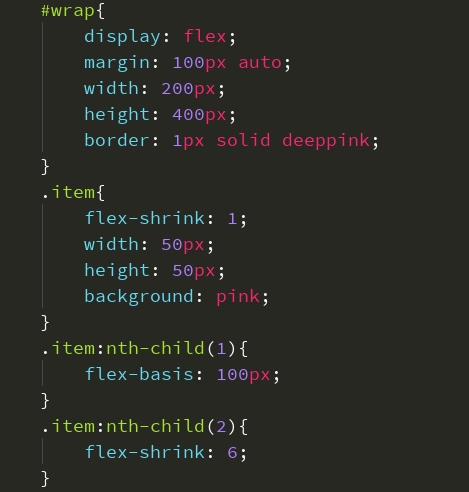 #wrap{
    display: flex;
    margin: 100px auto;
    width: 200px;
    height: 400px;
    border: 1px solid deeppink;
}
.item{
    flex-shrink: 1;
    width: 50px;
    height: 50px;
    background: pink;
}
.item:nth-child(1){
    flex-basis: 100px;
}
.item:nth-child(2){
    flex-shrink: 6;
}